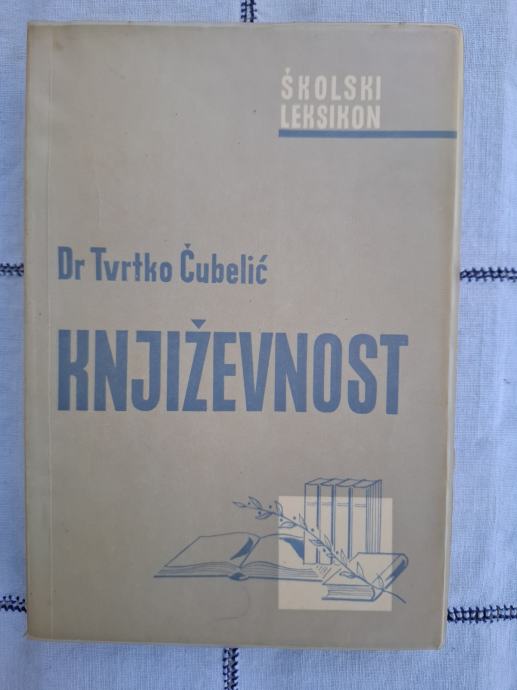 ŠKOLSKI
LEKSIKON
Dr Tvrtko Čubelić
KNJIŽEVNOST